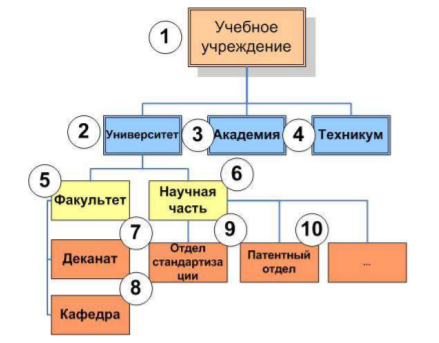 1
Учебное
учреждение
2
Университет
3
Академия
4
Техникум
5
Факультет
6
Научная
часть
7
Деканат
8
Кафедра
9
Отдел
стандартиза
ции
10
Патентный
отдел
...